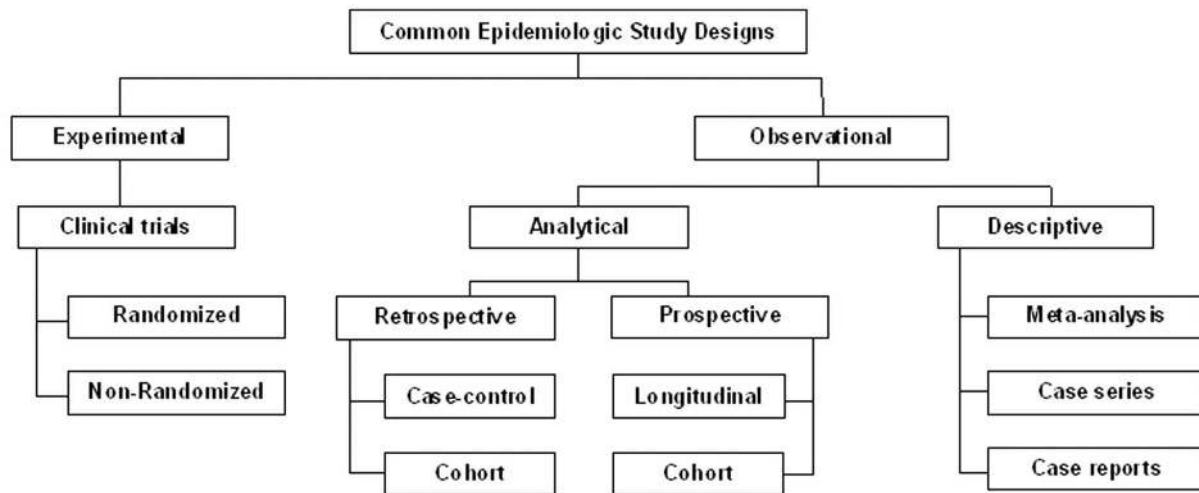 Common Epidemiologic Study Designs
Experimental
Observational
Clinical trials
Analytical
Descriptive
Randomized
Retrospective
Prospective
Meta-analysis
Non-Randomized
Case-control
Longitudinal
Case series
Cohort
Cohort
Case reports